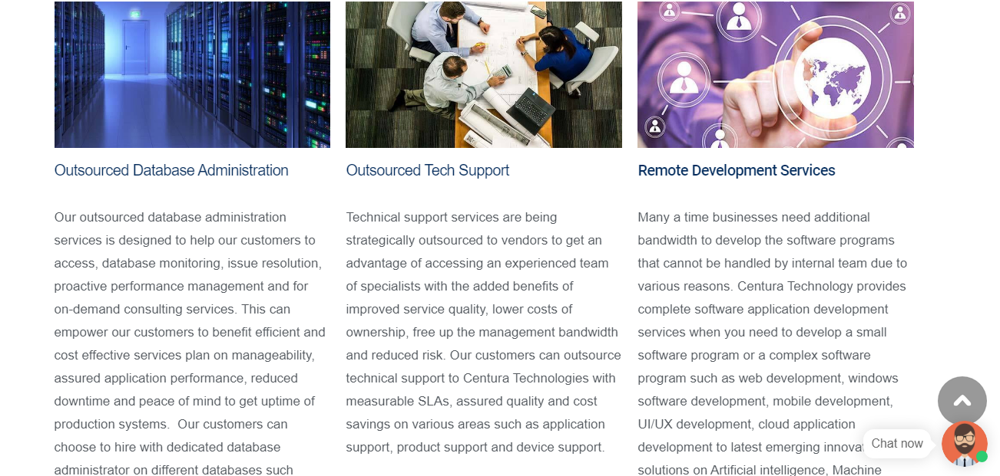 Outsourced Database Administration
Our outsourced database administration
services is designed to help our customers to
access, database monitoring, issue resolution,
proactive performance management and for
on-demand consulting services. This can
empower our customers to benefit efficient and
cost effective services plan on manageability,
assured application performance, reduced
downtime and peace of mind to get uptime of
production systems.  Our customers can
choose to hire with dedicated database
administrator on different databases such
Outsourced Tech Support
Technical support services are being
strategically outsourced to vendors to get an
advantage of accessing an experienced team
of specialists with the added benefits of
improved service quality, lower costs of
ownership, free up the management bandwidth
and reduced risk. Our customers can outsource
technical support to Centura Technologies with
measurable SLAs, assured quality and cost
savings on various areas such as application
support, product support and device support.
Remote Development Services
Many a time businesses need additional
bandwidth to develop the software programs
that cannot be handled by internal team due to
various reasons. Centura Technology provides
complete software application development
services when you need to develop a small
software program or a complex software
program such as web development, windows
software development, mobile development,
UI/UX development, cloud application
development to latest emerging
solutions on Artificial intelligence, Machine
Chat now